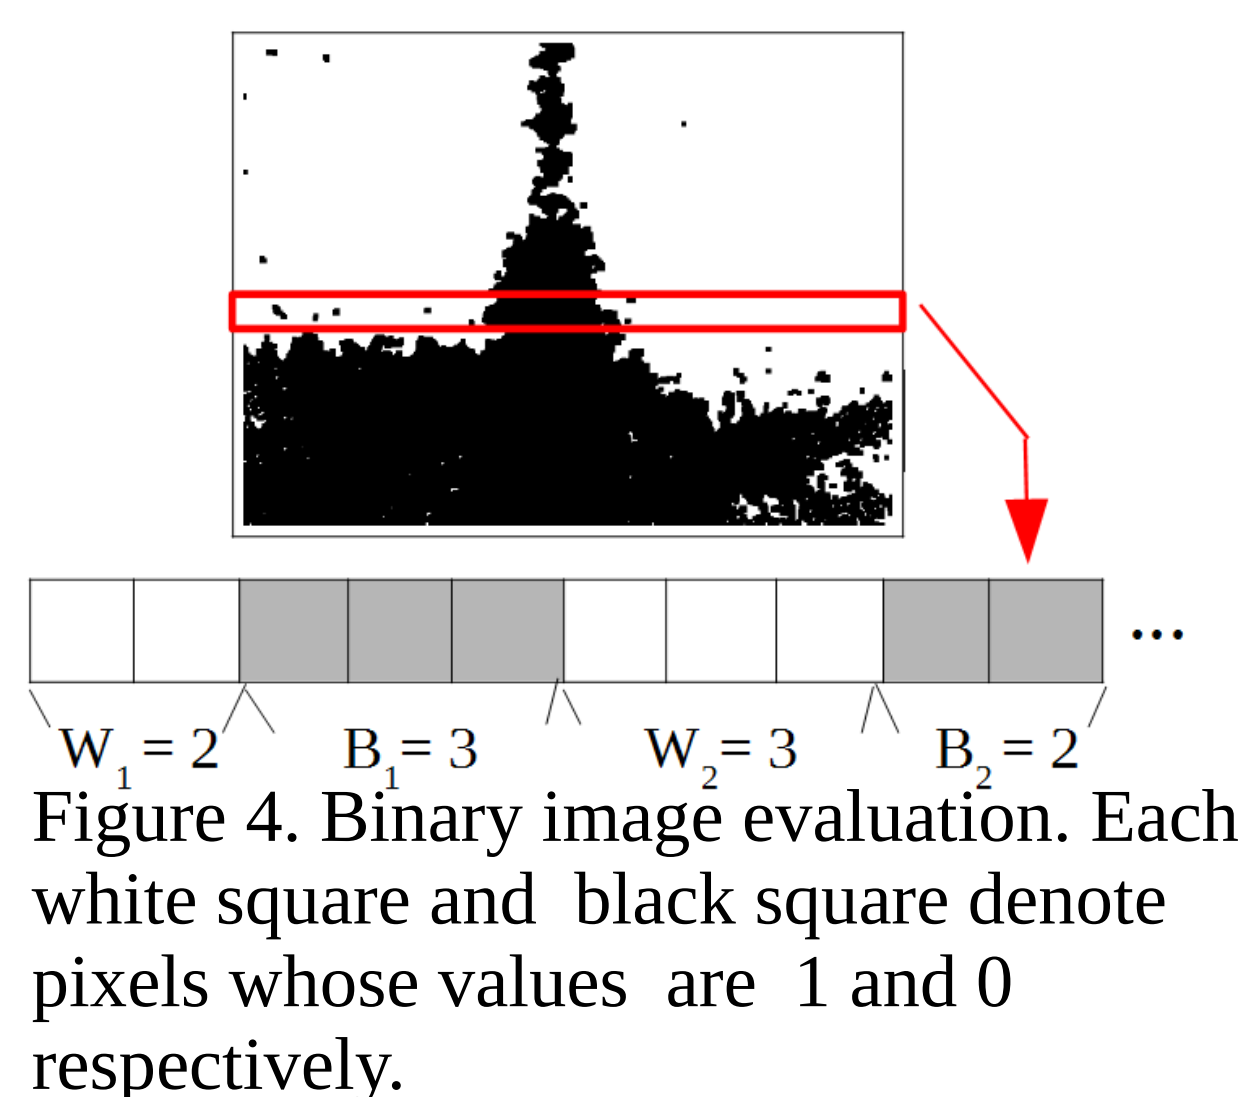 ...
W1 = 2 B1 = 3 W2 = 3 B2 = 2
Figure 4. Binary image evaluation. Each
white square and black square denote
pixels whose values are 1 and 0
respectively.